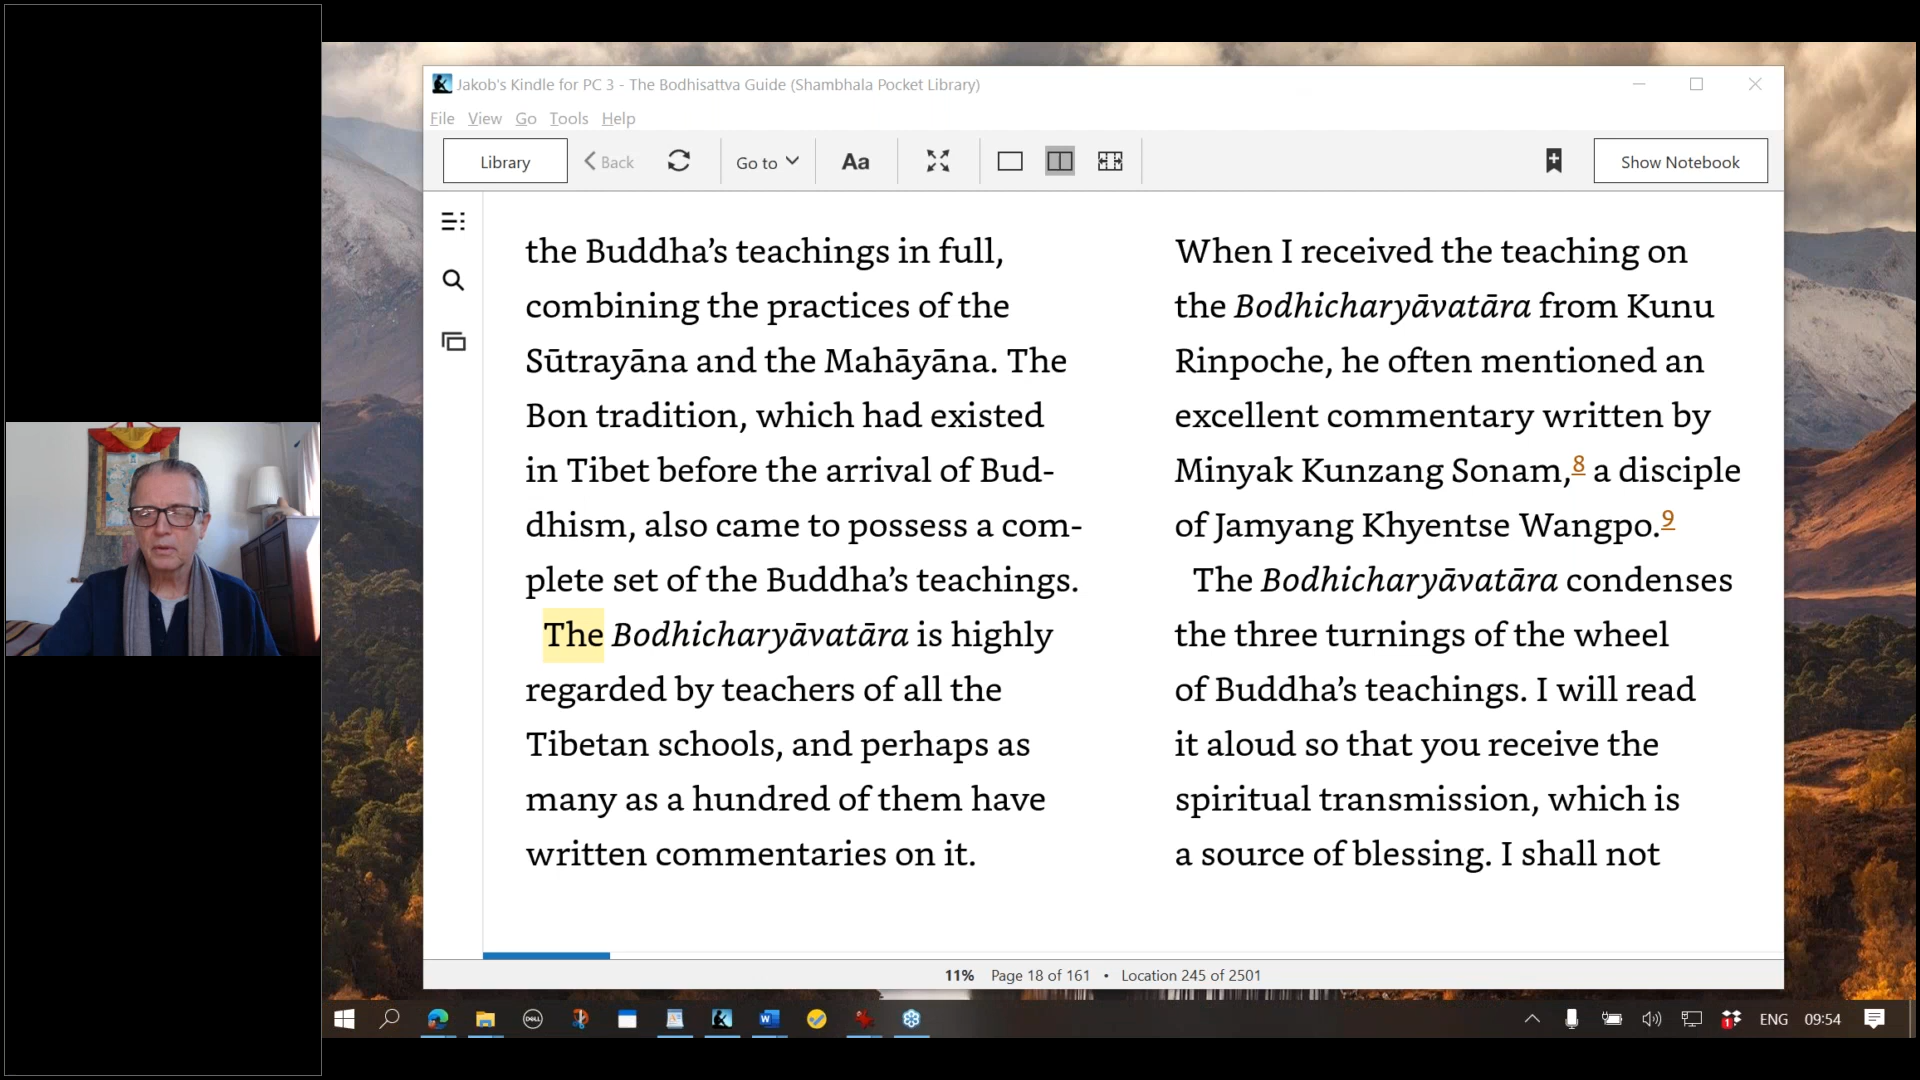 Jakob's Kindle for PC 3 - The Bodhisattva Guide (Shambhala Pocket Library)
File View Go Tools Help
Library Back Go to Aa Show Notebook
the Buddha’s teachings in full,
combining the practices of the
Sūtrayāna and the Mahāyāna. The
Bon tradition, which had existed
in Tibet before the arrival of Bud-
dhism, also came to possess a com-
plete set of the Buddha’s teachings.
The Bodhicharyāvatāra is highly
regarded by teachers of all the
Tibetan schools, and perhaps as
many as a hundred of them have
written commentaries on it.
When I received the teaching on
the Bodhicharyāvatāra from Kunu
Rinpoche, he often mentioned an
excellent commentary written by
Minyak Kunzang Sonam,8 a disciple
of Jamyang Khyentse Wangpo.9
The Bodhicharyāvatāra condenses
the three turnings of the wheel
of Buddha’s teachings. I will read
it aloud so that you receive the
spiritual transmission, which is
a source of blessing. I shall not
11% Page 18 of 161 • Location 245 of 2501
DELL W 1 ENG 09:54